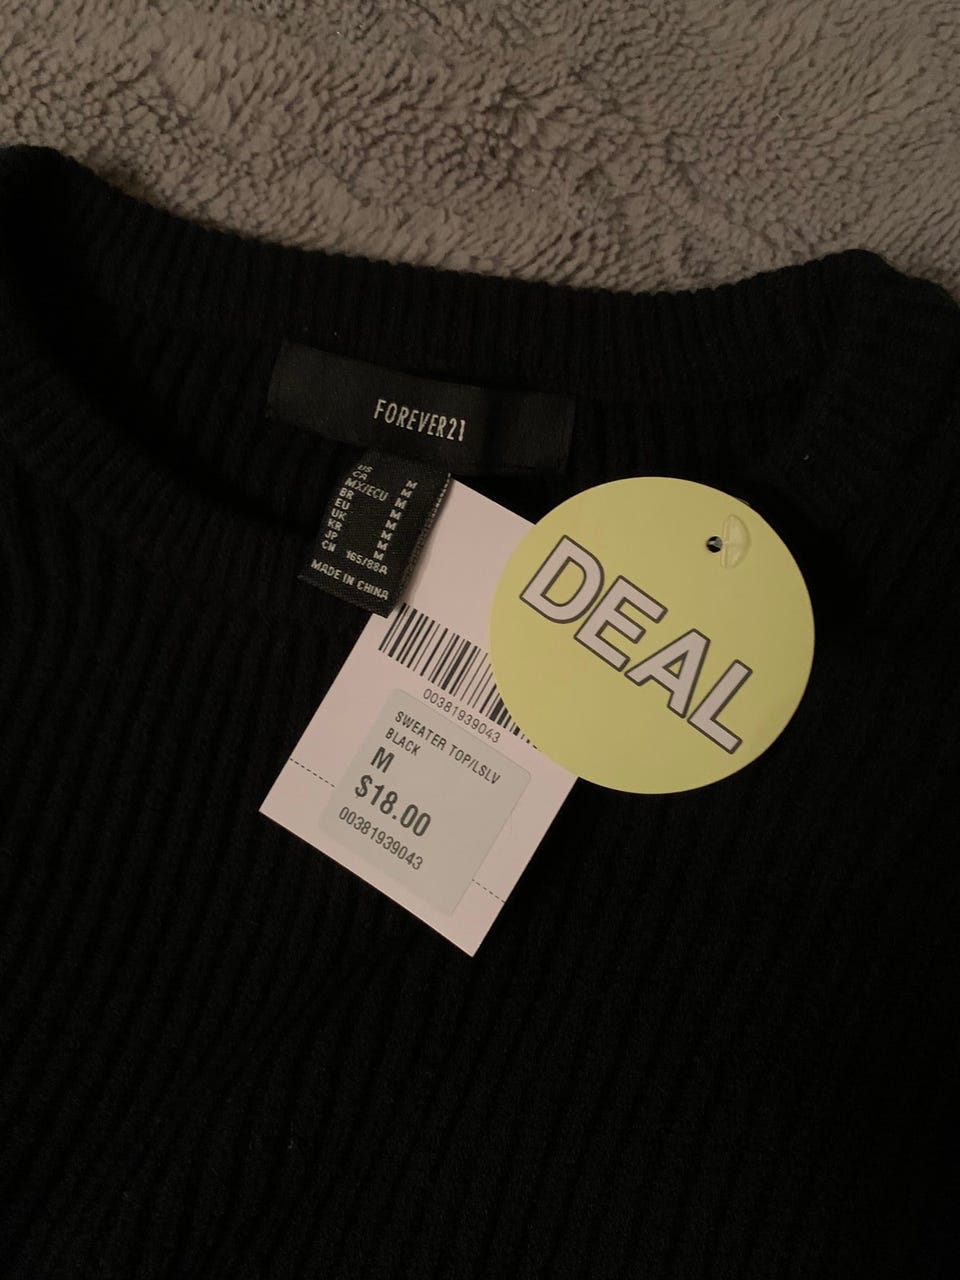 FOREVER21
US M
CA M
MX/ECU M
BR M
EU M
UK M
KR M
JP M
CN 165/88A
MADE IN CHINA
DEAL
00381939043
SWEATER TOP/LSLV
BLACK
M
$18.00
00381939043